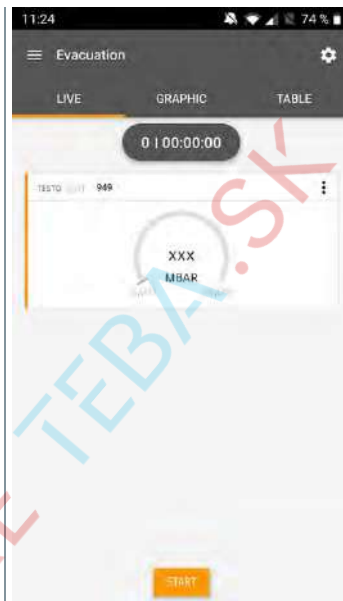 11:24 74 %
Evacuation
LIVE GRAPHIC TABLE
0 | 00:00:00
TESTO 949
XXX
MBAR
START
TEBA.SK